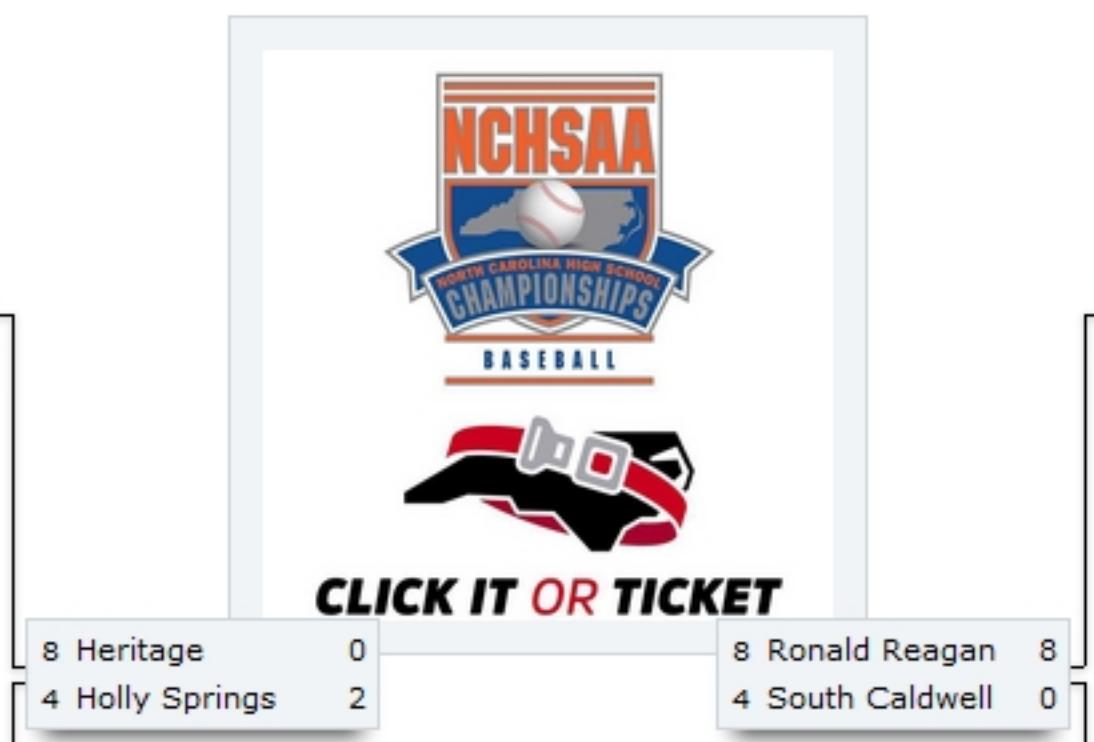 NCHSAA
NORTH CAROLINA HIGH SCHOOL
CHAMPIONSHIPS
BASEBALL
CLICK IT OR TICKET
8 Heritage 0
4 Holly Springs 2
8 Ronald Reagan 8
4 South Caldwell 0